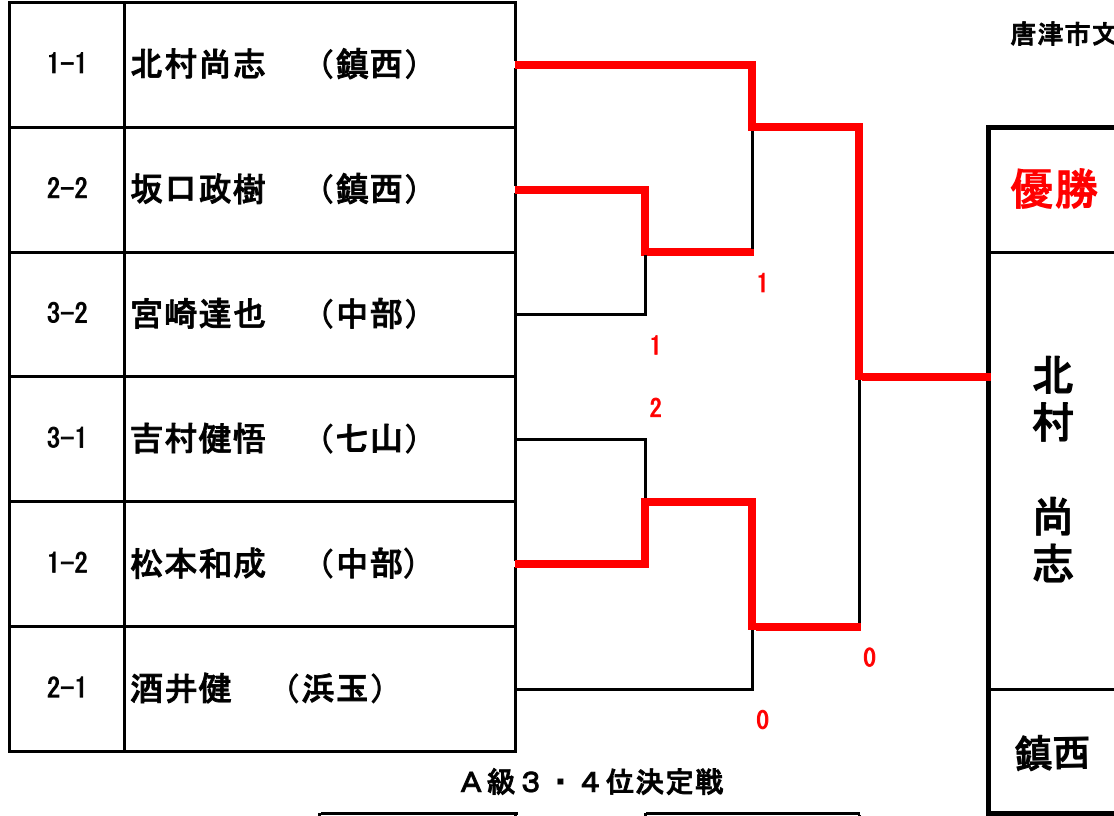 唐津市文
1-1 北村尚志 （鎮西）
2-2 坂口政樹 （鎮西）
優勝
1
3-2 宮崎達也 （中部）
1
北村 尚志
2
3-1 吉村健悟 （七山）
1-2 松本和成 （中部）
0
2-1 酒井健 （浜玉）
0
鎮西
Ａ級３・４位決定戦